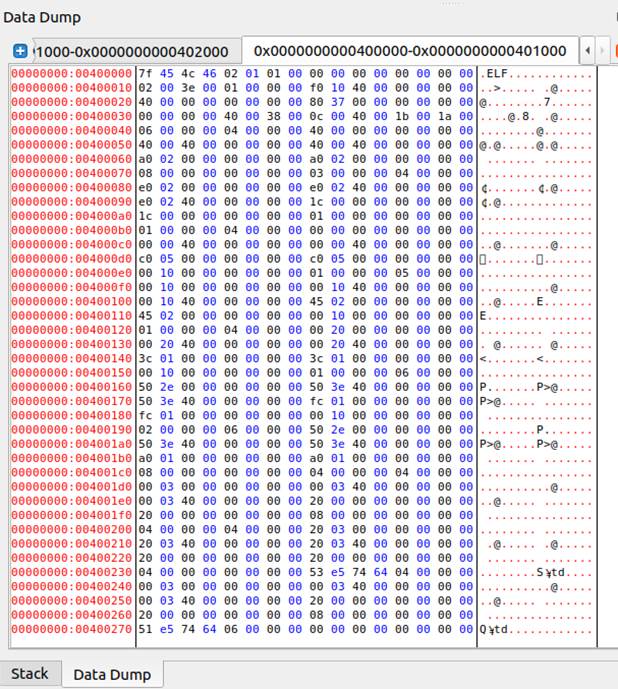 Data Dump
1000-0x0000000000402000 0x0000000000400000-0x0000000000401000
00000000:00400000 7f 45 4c 46 02 01 01 00 00 00 00 00 00 00 00 00 .ELF............
00000000:00400010 02 00 3e 00 01 00 00 00 f0 10 40 00 00 00 00 00 ..>..... .@.....
00000000:00400020 40 00 00 00 00 00 00 00 80 37 00 00 00 00 00 00 @....... 7......
00000000:00400030 00 00 00 00 40 00 38 00 0c 00 40 00 1b 00 1a 00 ....@.8. .@.....
00000000:00400040 06 00 00 00 04 00 00 00 40 00 00 00 00 00 00 00 ........@.......
00000000:00400050 40 00 40 00 00 00 00 00 40 00 40 00 00 00 00 00 @.@.....@.@.....
00000000:00400060 a0 02 00 00 00 00 00 00 a0 02 00 00 00 00 00 00 ....... .......
00000000:00400070 08 00 00 00 00 00 00 00 03 00 00 00 04 00 00 00 ................
00000000:00400080 e0 02 00 00 00 00 00 00 e0 02 40 00 00 00 00 00 ¢.......¢.@.....
00000000:00400090 e0 02 40 00 00 00 00 00 1c 00 00 00 00 00 00 00 ¢.@.............
00000000:004000a0 1c 00 00 00 00 00 00 00 01 00 00 00 00 00 00 00 ................
00000000:004000b0 01 00 00 00 04 00 00 00 00 00 00 00 00 00 00 00 ................
00000000:004000c0 00 00 40 00 00 00 00 00 00 00 40 00 00 00 00 00 ..@.......@.....
00000000:004000d0 c0 05 00 00 00 00 00 00 c0 05 00 00 00 00 00 00 ....... .......
00000000:004000e0 00 10 00 00 00 00 00 00 01 00 00 00 05 00 00 00 ................
00000000:004000f0 00 10 00 00 00 00 00 00 00 10 40 00 00 00 00 00 ..........@.....
00000000:00400100 00 10 40 00 00 00 00 00 45 02 00 00 00 00 00 00 ..@.....E.......
00000000:00400110 45 02 00 00 00 00 00 00 00 10 00 00 00 00 00 00 E...............
00000000:00400120 01 00 00 00 04 00 00 00 00 20 00 00 00 00 00 00 ......... ......
00000000:00400130 00 20 40 00 00 00 00 00 00 20 40 00 00 00 00 00 . @...... @.....
00000000:00400140 3c 01 00 00 00 00 00 00 3c 01 00 00 00 00 00 00 <.......<.......
00000000:00400150 00 10 00 00 00 00 00 00 01 00 00 00 06 00 00 00 ................
00000000:00400160 50 2e 00 00 00 00 00 00 50 3e 40 00 00 00 00 00 P.......P>@.....
00000000:00400170 50 3e 40 00 00 00 00 00 fc 01 00 00 00 00 00 00 P>@..... .......
00000000:00400180 fc 01 00 00 00 00 00 00 00 10 00 00 00 00 00 00 ...............
00000000:00400190 02 00 00 00 06 00 00 00 50 2e 00 00 00 00 00 00 ........P.......
00000000:004001a0 50 3e 40 00 00 00 00 00 50 3e 40 00 00 00 00 00 P>@.....P>@.....
00000000:004001b0 a0 01 00 00 00 00 00 00 a0 01 00 00 00 00 00 00 ....... .......
00000000:004001c0 08 00 00 00 00 00 00 00 04 00 00 00 04 00 00 00 ................
00000000:004001d0 00 03 00 00 00 00 00 00 00 03 40 00 00 00 00 00 ..........@.....
00000000:004001e0 00 03 40 00 00 00 00 00 20 00 00 00 00 00 00 00 ..@..... .......
00000000:004001f0 20 00 00 00 00 00 00 00 08 00 00 00 00 00 00 00 ...............
00000000:00400200 04 00 00 00 04 00 00 00 20 03 00 00 00 00 00 00 ........ .......
00000000:00400210 20 03 40 00 00 00 00 00 20 03 40 00 00 00 00 00 .@..... .@.....
00000000:00400220 20 00 00 00 00 00 00 00 20 00 00 00 00 00 00 00 ....... .......
00000000:00400230 04 00 00 00 00 00 00 00 53 e5 74 64 04 00 00 00 ........S¥td....
00000000:00400240 00 03 00 00 00 00 00 00 00 03 40 00 00 00 00 00 ..........@.....
00000000:00400250 00 03 40 00 00 00 00 00 20 00 00 00 00 00 00 00 ..@..... .......
00000000:00400260 20 00 00 00 00 00 00 00 08 00 00 00 00 00 00 00 ...............
00000000:00400270 51 e5 74 64 06 00 00 00 00 00 00 00 00 00 00 00 Q¥td............
Stack Data Dump